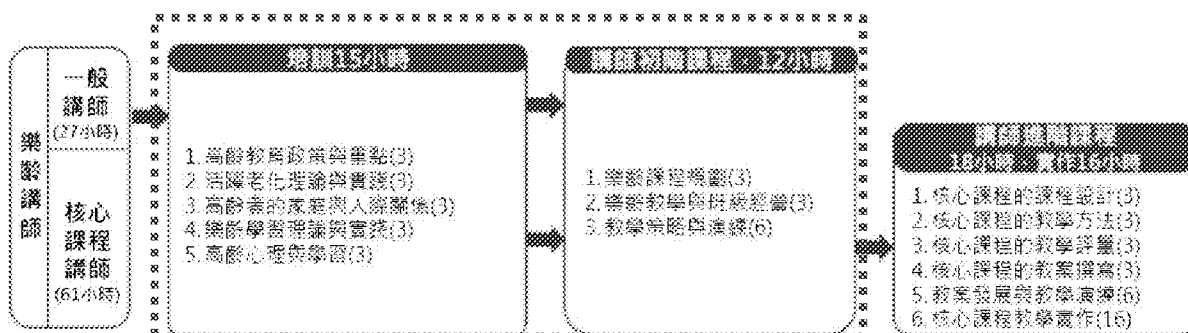 樂齡講師
一般
講師
(27小時)
核心
課程
講師
(61小時)
培訓15小時
1. 高齡教育政策與重點(3)
2. 活躍老化理論與實踐(3)
3. 高齡者的家庭與人際關係(3)
4. 樂齡學習理論與實踐(3)
5. 高齡心理與學習(3)
講師初階課程：12小時
1. 樂齡課程規劃(3)
2. 樂齡教學與班級經營(3)
3. 教學策略與演練(6)
講師進階課程
18小時；實作16小時
1. 核心課程的課程設計(3)
2. 核心課程的教學方法(3)
3. 核心課程的教學評量(3)
4. 核心課程的教案撰寫(3)
5. 教案發展與教學演練(6)
6. 核心課程教學實作(16)